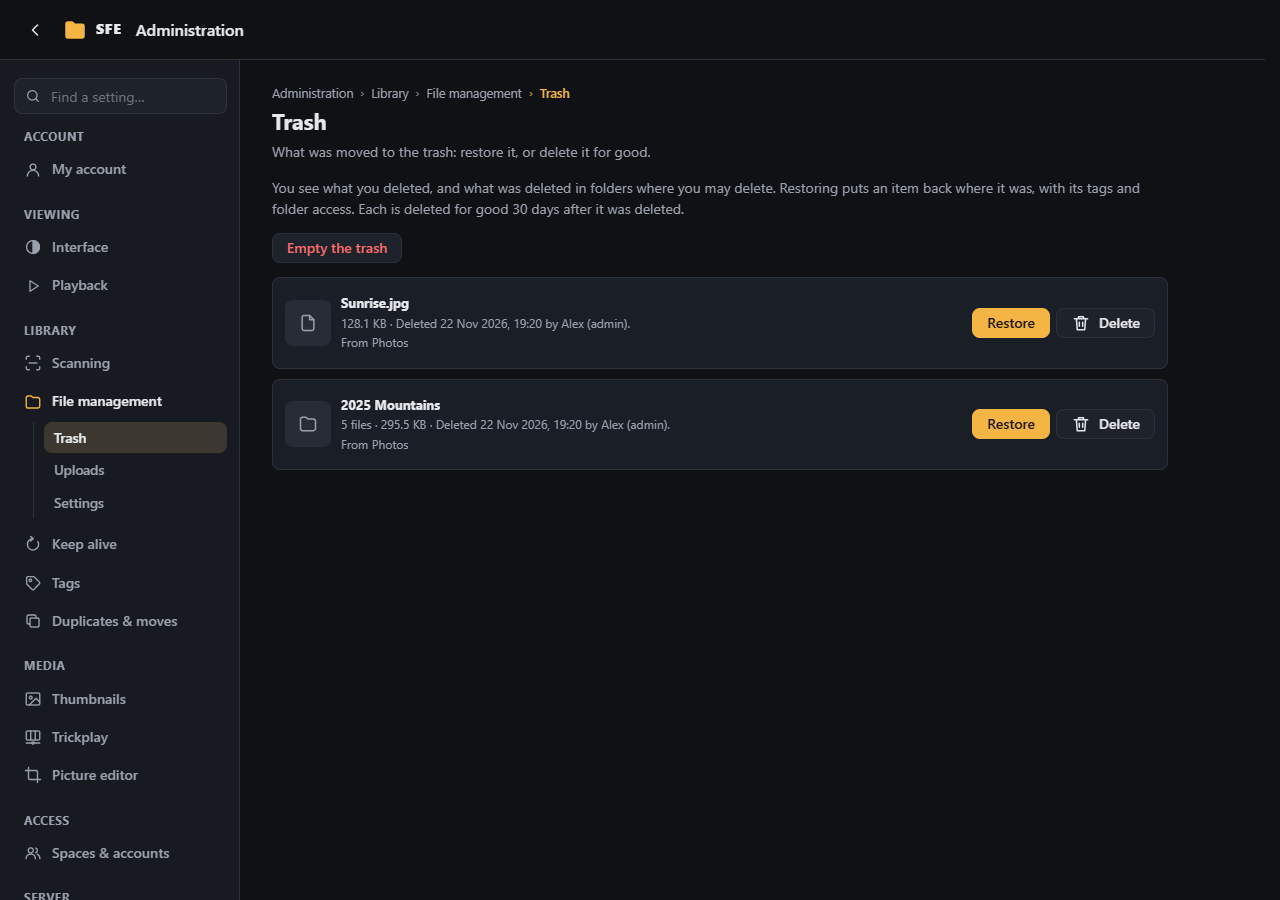 SFE Administration
Find a setting...
ACCOUNT
My account
VIEWING
Interface
Playback
LIBRARY
Scanning
File management
Trash
Uploads
Settings
Keep alive
Tags
Duplicates & moves
MEDIA
Thumbnails
Trickplay
Picture editor
ACCESS
Spaces & accounts
SERVER
Administration › Library › File management › Trash
Trash
What was moved to the trash: restore it, or delete it for good.
You see what you deleted, and what was deleted in folders where you may delete. Restoring puts an item back where it was, with its tags and
folder access. Each is deleted for good 30 days after it was deleted.
Empty the trash
Sunrise.jpg
128.1 KB · Deleted 22 Nov 2026, 19:20 by Alex (admin).
From Photos
Restore Delete
2025 Mountains
5 files · 295.5 KB · Deleted 22 Nov 2026, 19:20 by Alex (admin).
From Photos
Restore Delete